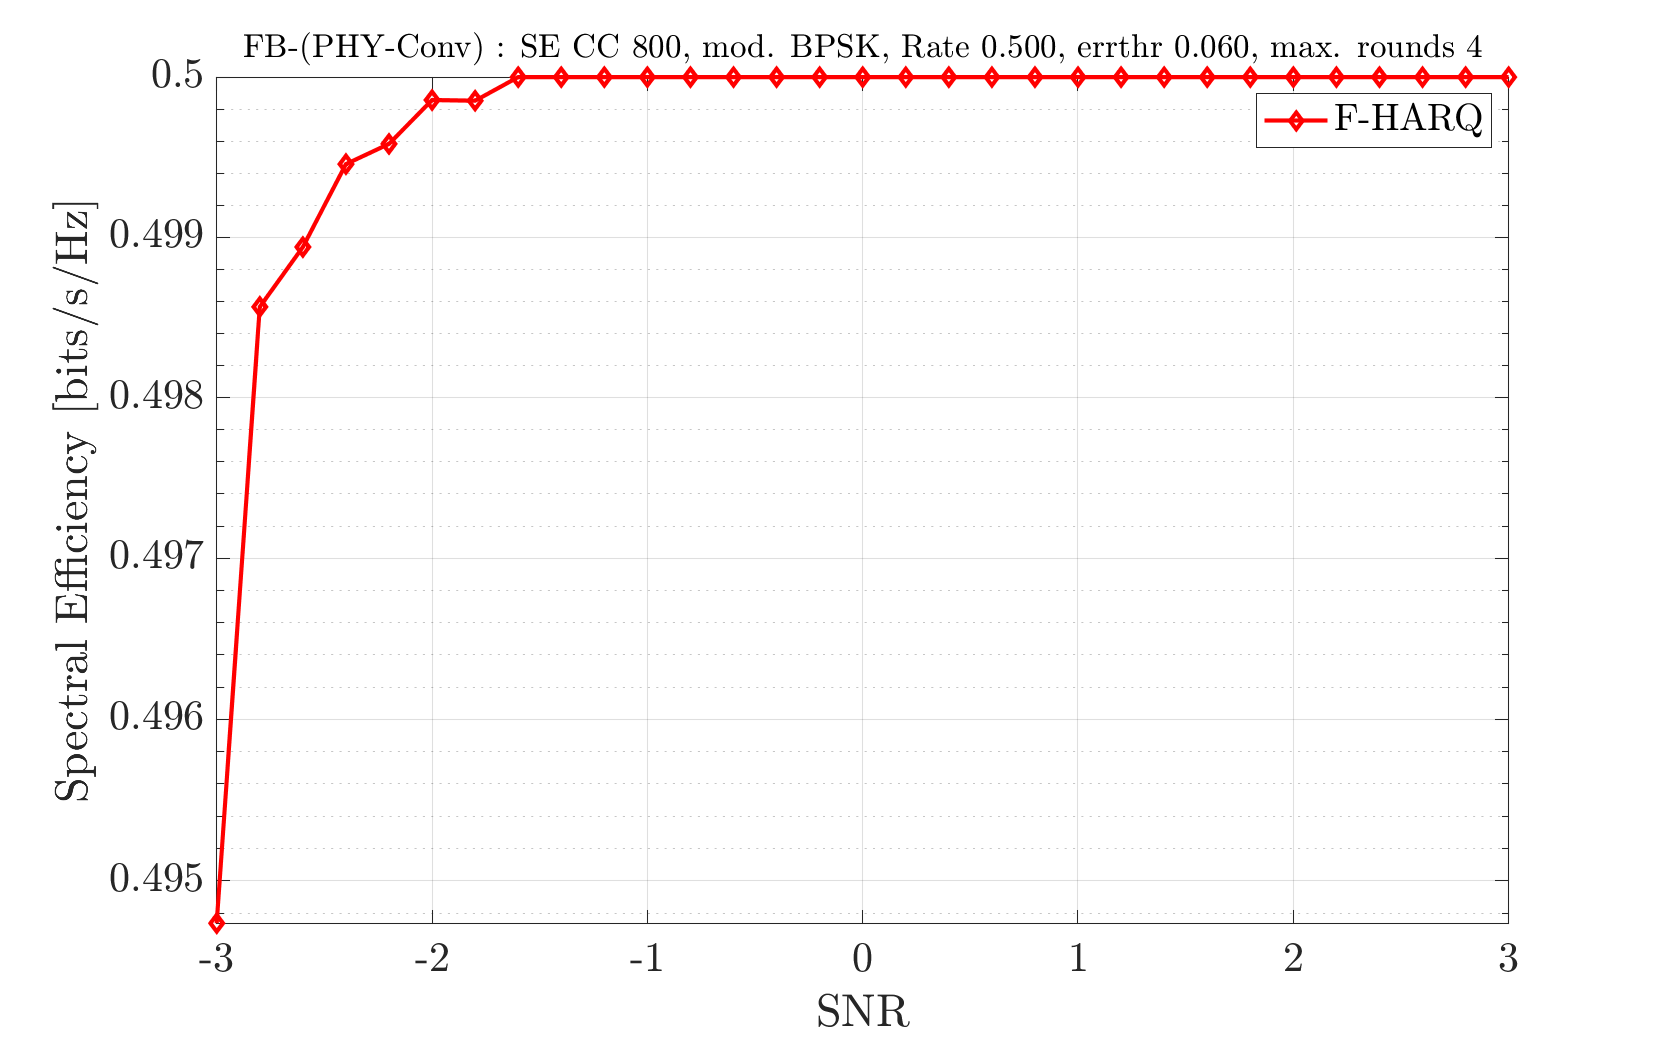 FB-(PHY-Conv) : SE CC 800, mod. BPSK, Rate 0.500, errthr 0.060, max. rounds 4
F-HARQ
Spectral Efficiency [bits/s/Hz]
0.5
0.499
0.498
0.497
0.496
0.495
-3 -2 -1 0 1 2 3
SNR